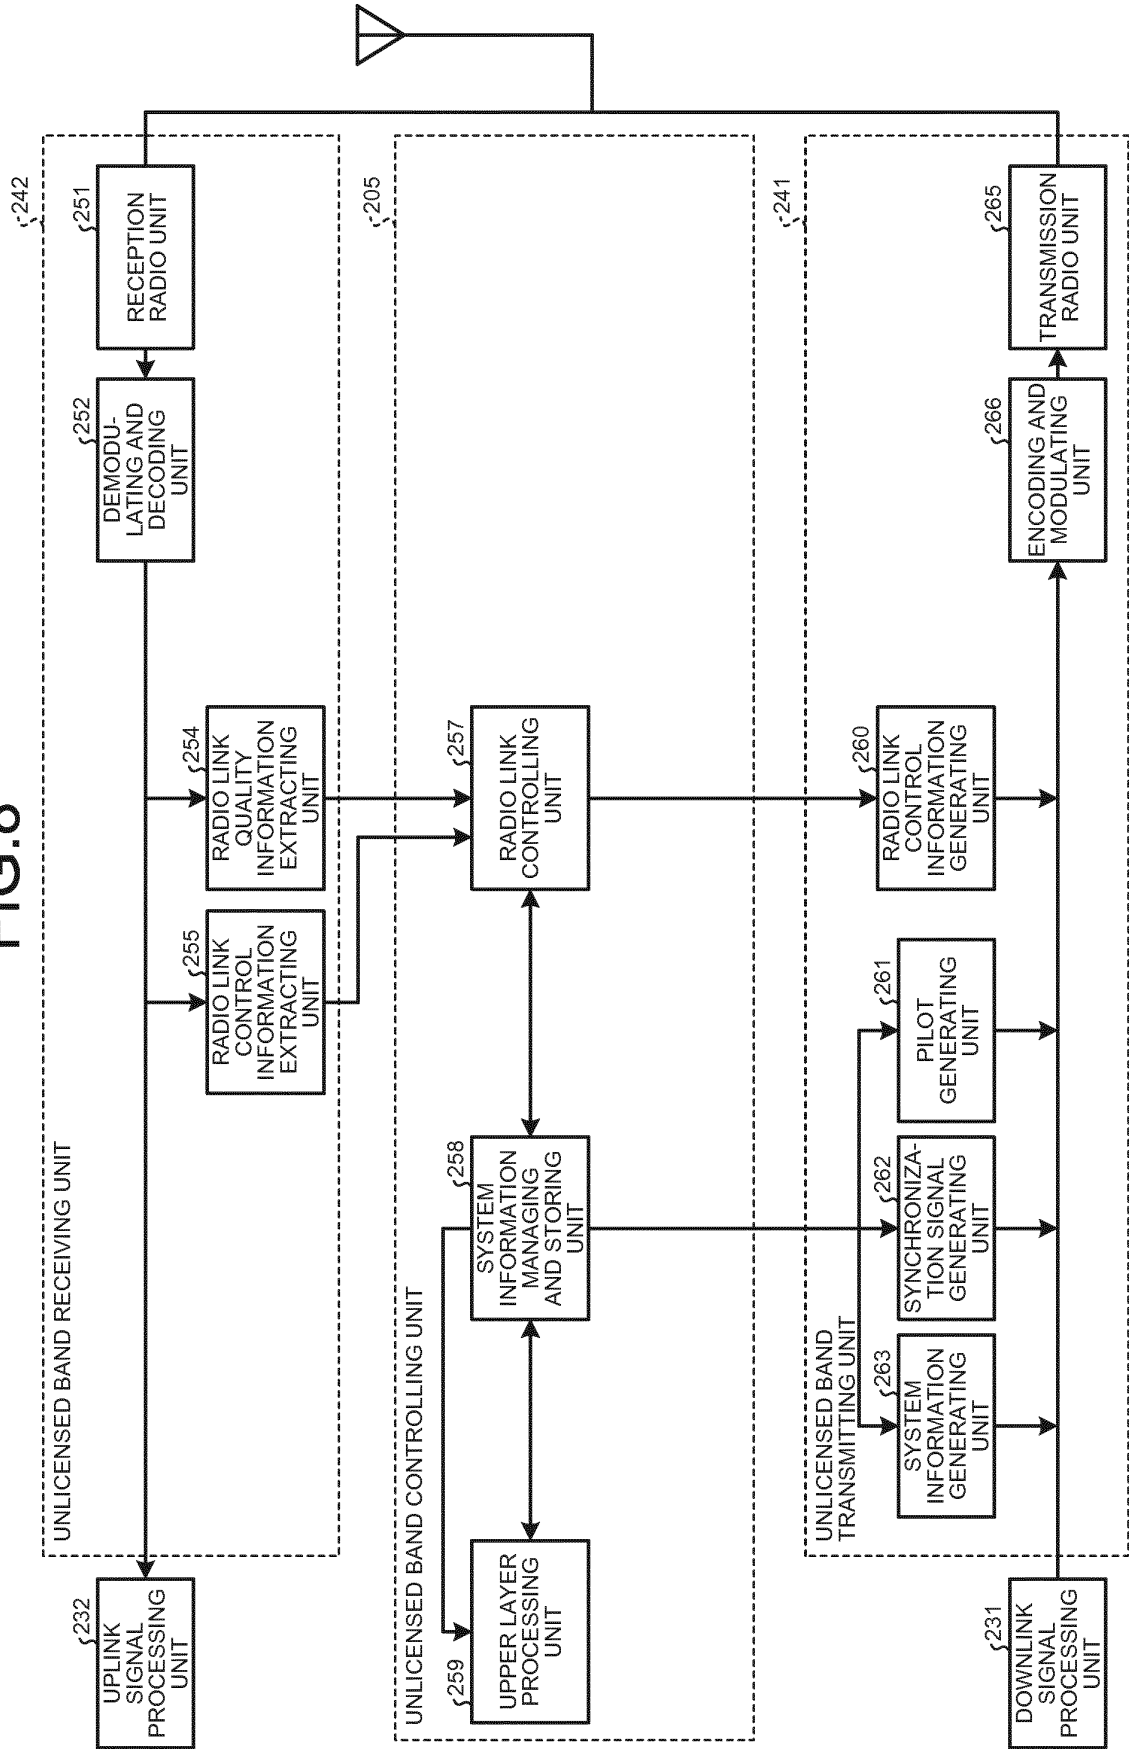 FIG.8
242
UNLICENSED BAND RECEIVING UNIT
232
UPLINK
SIGNAL
PROCESSING
UNIT
252
DEMODU-
LATING AND
DECODING
UNIT
251
RECEPTION
RADIO UNIT
255
RADIO LINK
CONTROL
INFORMATION
EXTRACTING
UNIT
254
RADIO LINK
QUALITY
INFORMATION
EXTRACTING
UNIT
205
UNLICENSED BAND CONTROLLING UNIT
259
UPPER LAYER
PROCESSING
UNIT
258
SYSTEM
INFORMATION
MANAGING
AND STORING
UNIT
257
RADIO LINK
CONTROLLING
UNIT
241
UNLICENSED BAND
TRANSMITTING UNIT
263
SYSTEM
INFORMATION
GENERATING
UNIT
262
SYNCHRONIZA-
TION SIGNAL
GENERATING
UNIT
261
PILOT
GENERATING
UNIT
260
RADIO LINK
CONTROL
INFORMATION
GENERATING
UNIT
231
DOWNLINK
SIGNAL
PROCESSING
UNIT
266
ENCODING AND
MODULATING
UNIT
265
TRANSMISSION
RADIO UNIT